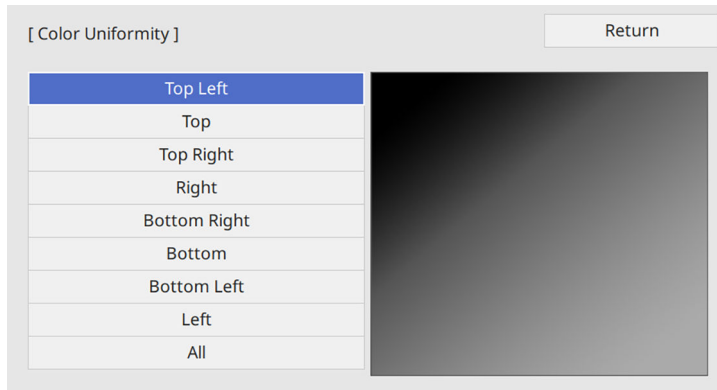 [ Color Uniformity ]
Return
Top Left
Top
Top Right
Right
Bottom Right
Bottom
Bottom Left
Left
All